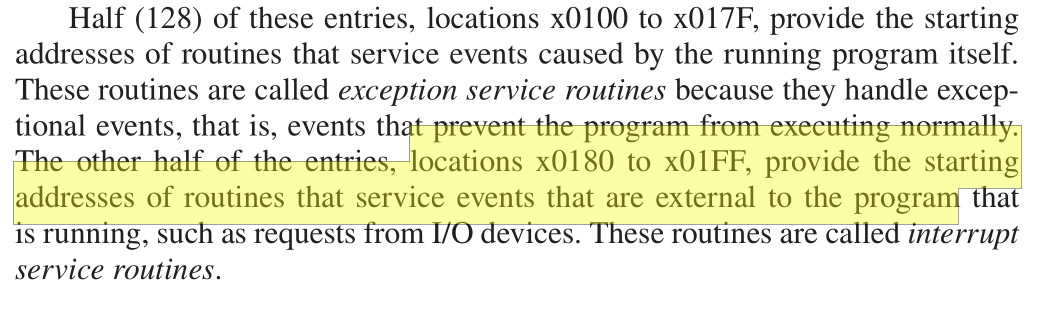 Half (128) of these entries, locations x0100 to x017F, provide the starting
addresses of routines that service events caused by the running program itself.
These routines are called exception service routines because they handle excep-
tional events, that is, events that prevent the program from executing normally.
The other half of the entries, locations x0180 to x01FF, provide the starting
addresses of routines that service events that are external to the program that
is running, such as requests from I/O devices. These routines are called interrupt
service routines.